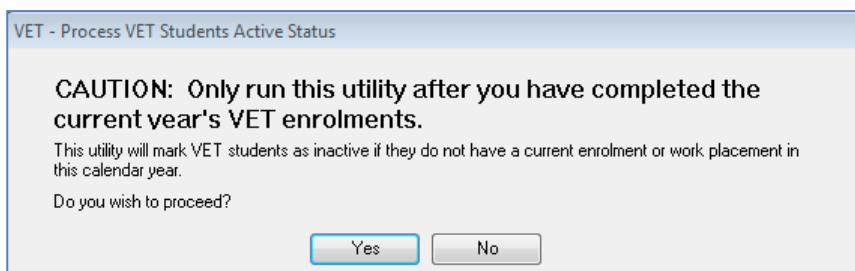 VET - Process VET Students Active Status
CAUTION: Only run this utility after you have completed the
current year's VET enrolments.
This utility will mark VET students as inactive if they do not have a current enrolment or work placement in
this calendar year.
Do you wish to proceed?
Yes No